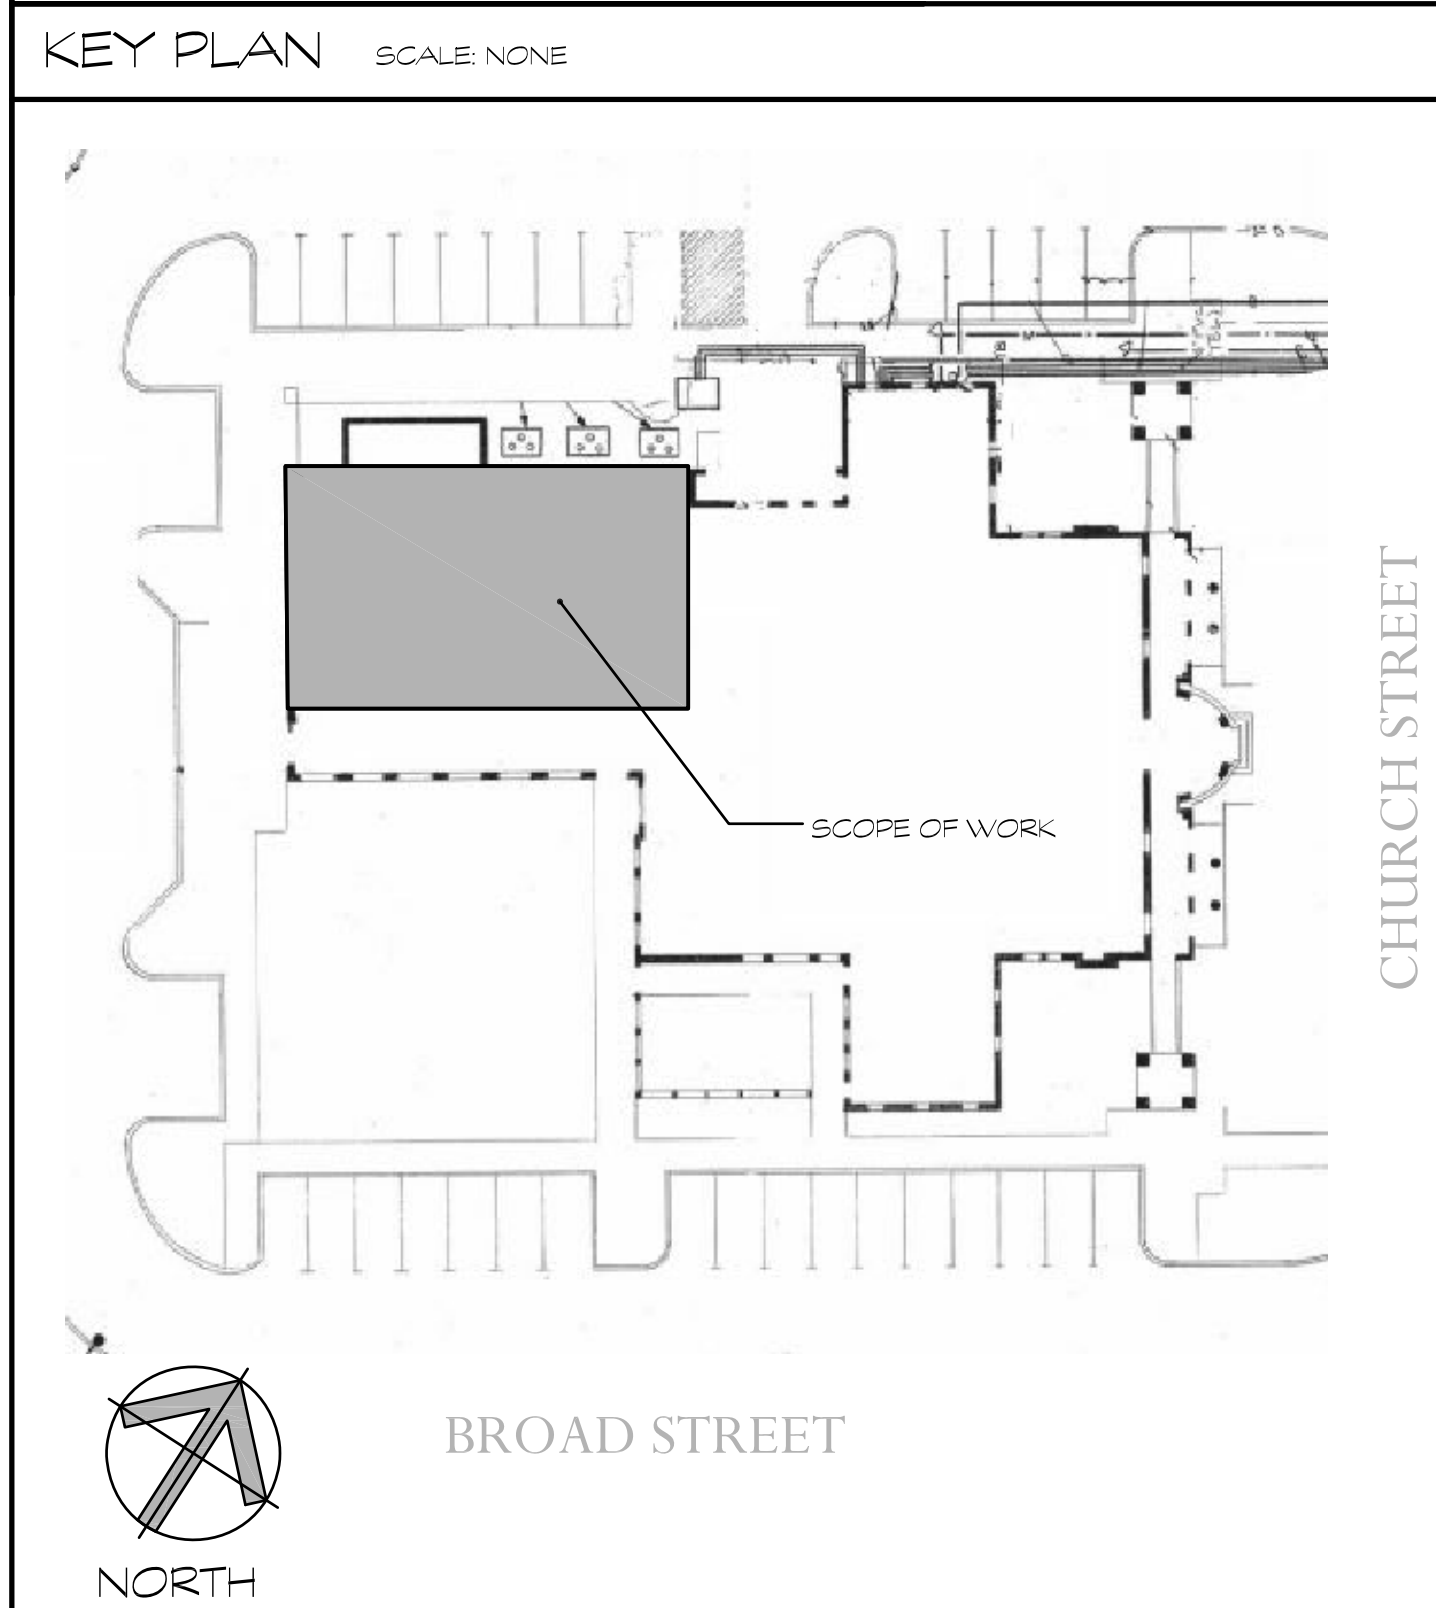 KEY PLAN SCALE: NONE
SCOPE OF WORK
CHURCH STREET
BROAD STREET
NORTH